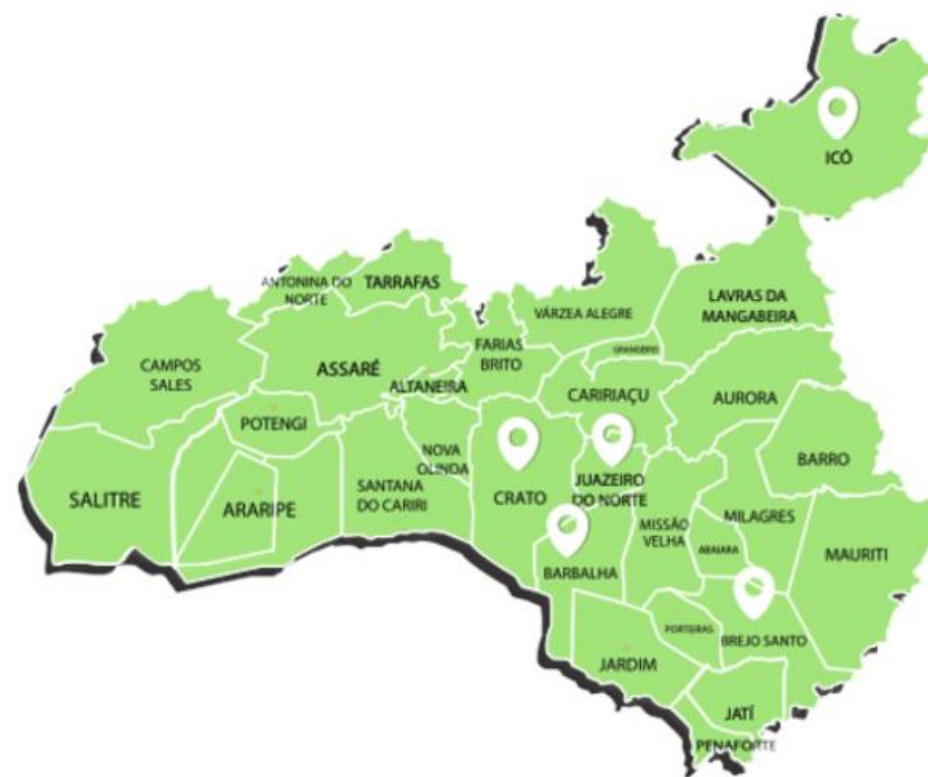 ICÓ
ANTONINA DO
NORTE
TARRAFAS
VÁRZEA ALEGRE
LAVRAS DA
MANGABEIRA
CAMPOS
SALES
ASSARÉ
FARIAS
BRITO
GRANGEIRO
ALTANEIRA
CARIRIAÇU
AURORA
POTENGI
NOVA
OLINDA
BARRO
SALITRE
ARARIPE
SANTANA
DO CARIRI
CRATO
JUAZEIRO
DO NORTE
MISSÃO
VELHA
MILAGRES
ABAIARA
MAURITI
BARBALHA
PORTEIRAS
BREJO SANTO
JARDIM
JATÍ
PENAFORTE